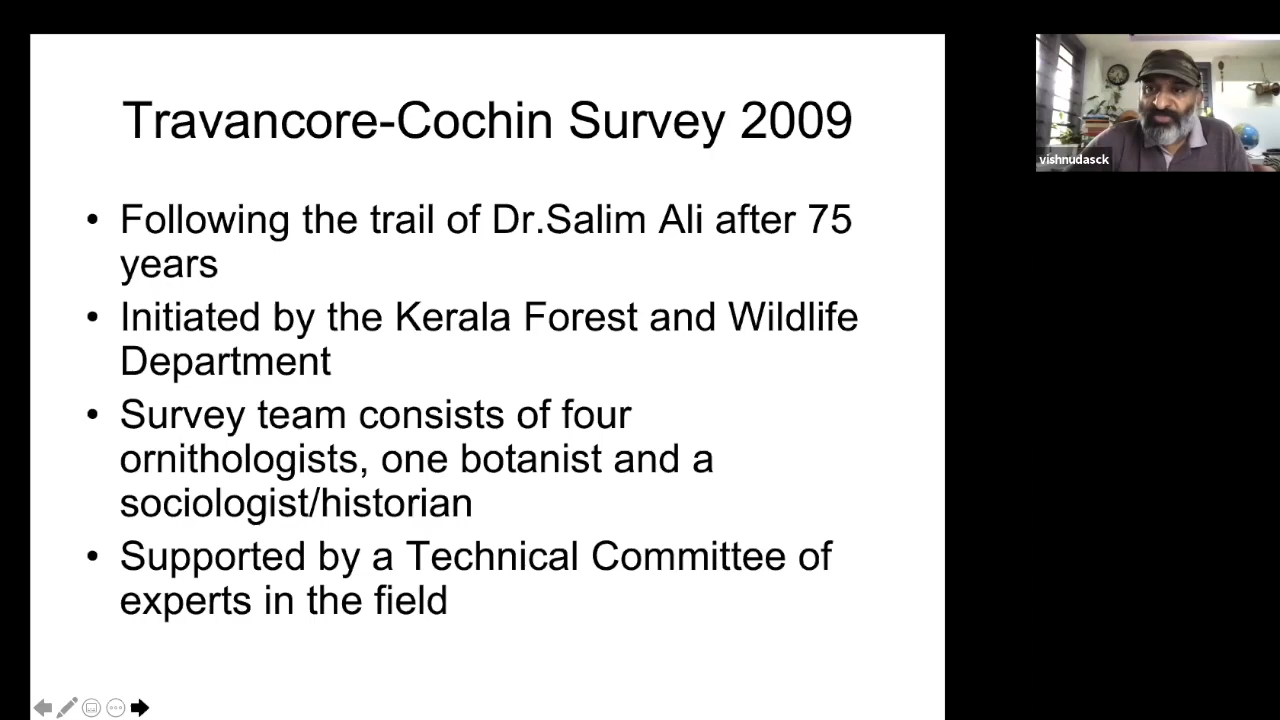 Travancore-Cochin Survey 2009
• Following the trail of Dr.Salim Ali after 75
years
• Initiated by the Kerala Forest and Wildlife
Department
• Survey team consists of four
ornithologists, one botanist and a
sociologist/historian
• Supported by a Technical Committee of
experts in the field
vishnudasck